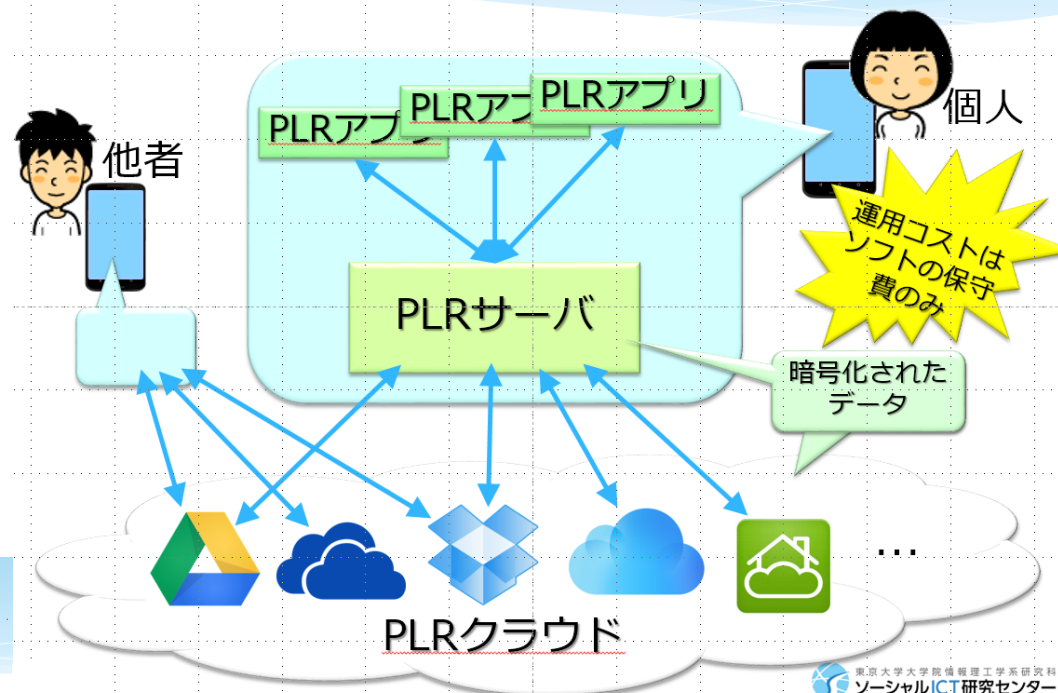 PLRアプリ
PLRアプ
PLRアプリ
個人
他者
運用コストは
ソフトの保守
費のみ
PLRサーバ
暗号化された
データ
…
PLRクラウド
東京大学大学院情報理工学系研究科
ソーシャルICT研究センター